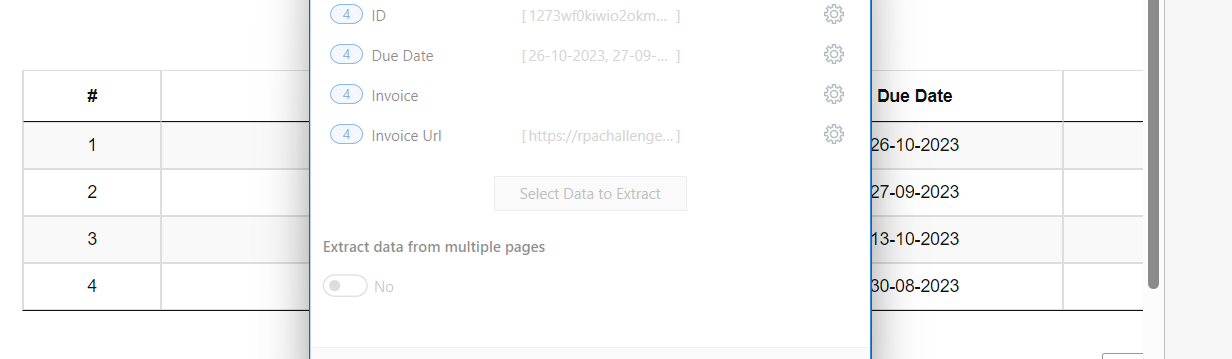 4 ID [1273wf0kiwio2okm... ]
4 Due Date [26-10-2023, 27-09-... ]
4 Invoice
# Due Date
4 Invoice Url [https://rpachallenge...]
1 26-10-2023
Select Data to Extract
2 27-09-2023
Extract data from multiple pages
3 13-10-2023
No
4 30-08-2023